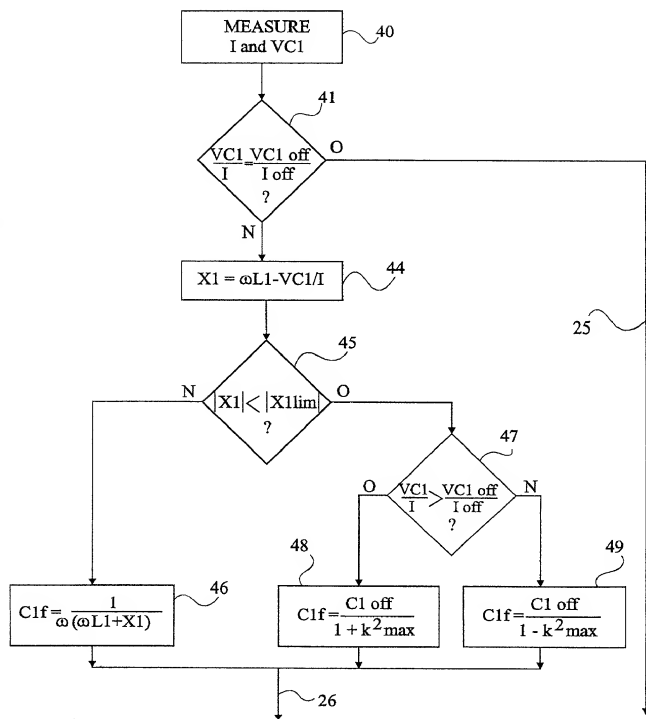 MEASURE
I and VC1
40
41
VC1/I = VC1 off/I off
?
O
N
X1 = ωL1-VC1/I
44
25
45
N
|X1| < |X1lim|
?
O
47
O
VC1/I > VC1 off/I off
?
N
46
C1f = 1/ω(ωL1+X1)
48
C1f = C1 off/1 + k²max
49
C1f = C1 off/1 - k²max
26